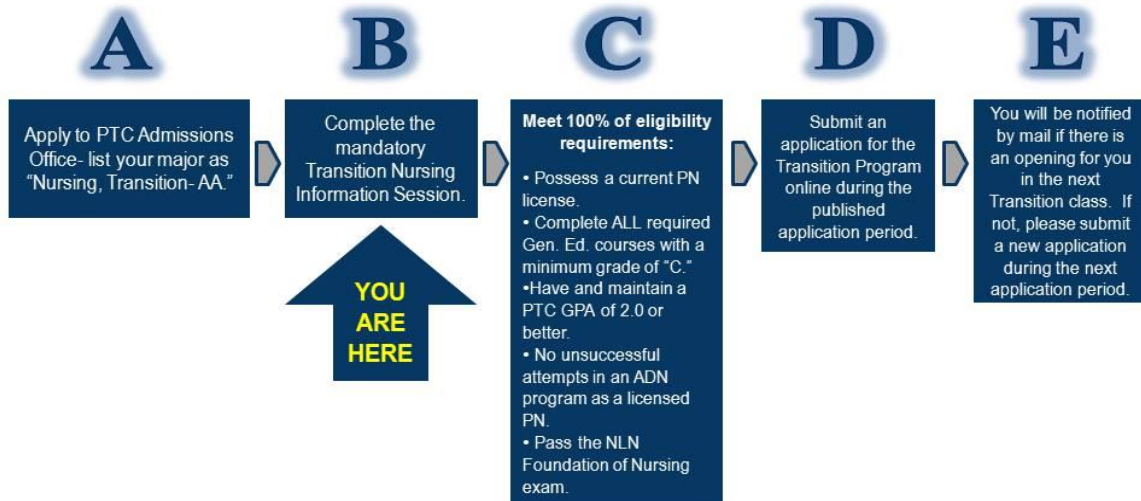 A
Apply to PTC Admissions
Office- list your major as
“Nursing, Transition- AA.”
B
Complete the
mandatory
Transition Nursing
Information Session.
YOU
ARE
HERE
C
Meet 100% of eligibility
requirements:
• Possess a current PN
license.
• Complete ALL required
Gen. Ed. courses with a
minimum grade of “C.”
•Have and maintain a
PTC GPA of 2.0 or
better.
• No unsuccessful
attempts in an ADN
program as a licensed
PN.
• Pass the NLN
Foundation of Nursing
exam.
D
Submit an
application for the
Transition Program
online during the
published
application period.
E
You will be notified
by mail if there is
an opening for you
in the next
Transition class. If
not, please submit
a new application
during the next
application period.